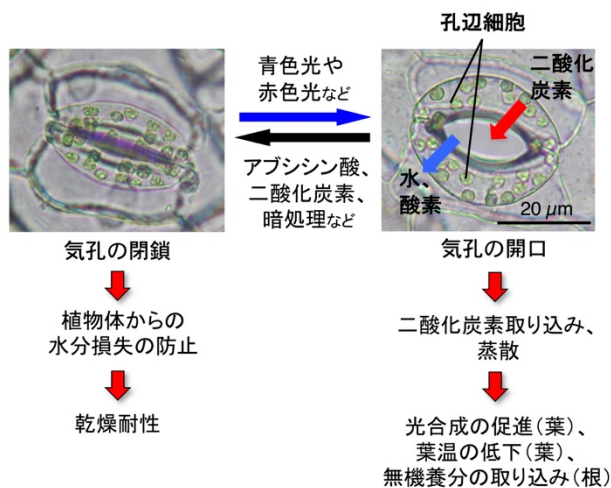 孔辺細胞
青色光や
赤色光など
アブシシン酸、
二酸化炭素、
暗処理など
二酸化
炭素
水、
酸素
20 μm
気孔の閉鎖
気孔の開口
植物体からの
水分損失の防止
二酸化炭素取り込み、
蒸散
乾燥耐性
光合成の促進(葉)、
葉温の低下(葉)、
無機養分の取り込み(根)